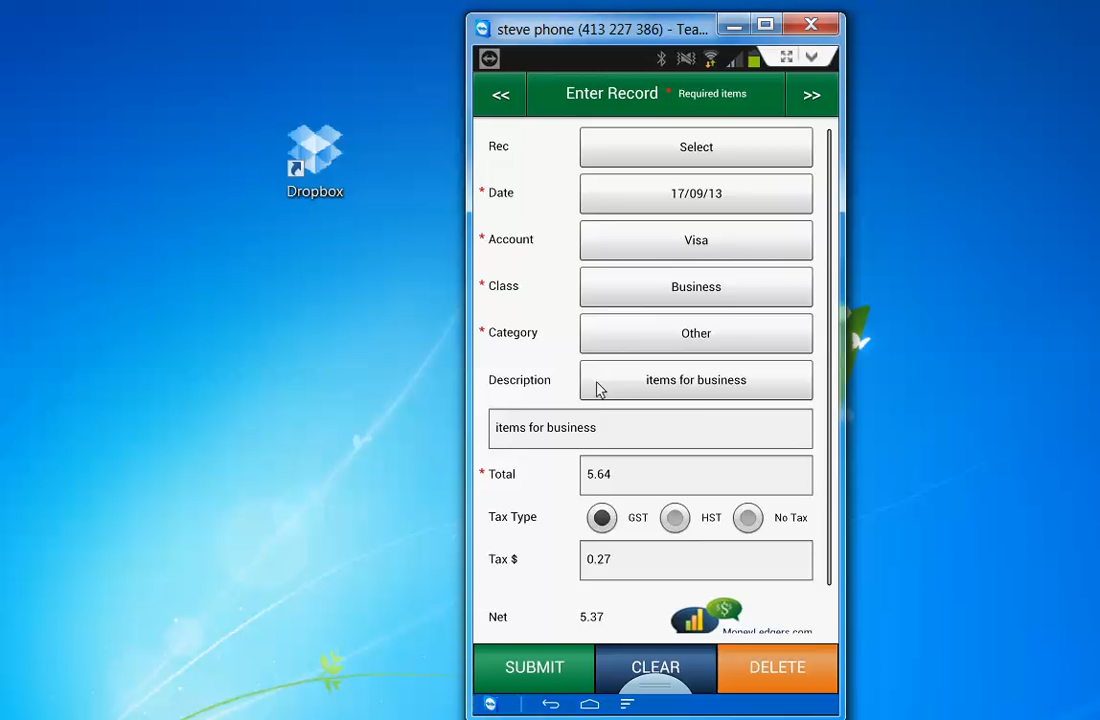 steve phone (413 227 386) - Tea...
<< Enter Record * Required items >>
Rec Select
* Date 17/09/13
* Account Visa
* Class Business
* Category Other
Description items for business
items for business
* Total 5.64
Tax Type GST HST No Tax
Tax $ 0.27
Net 5.37
$
MoneyLedgers.com
SUBMIT CLEAR DELETE
Dropbox